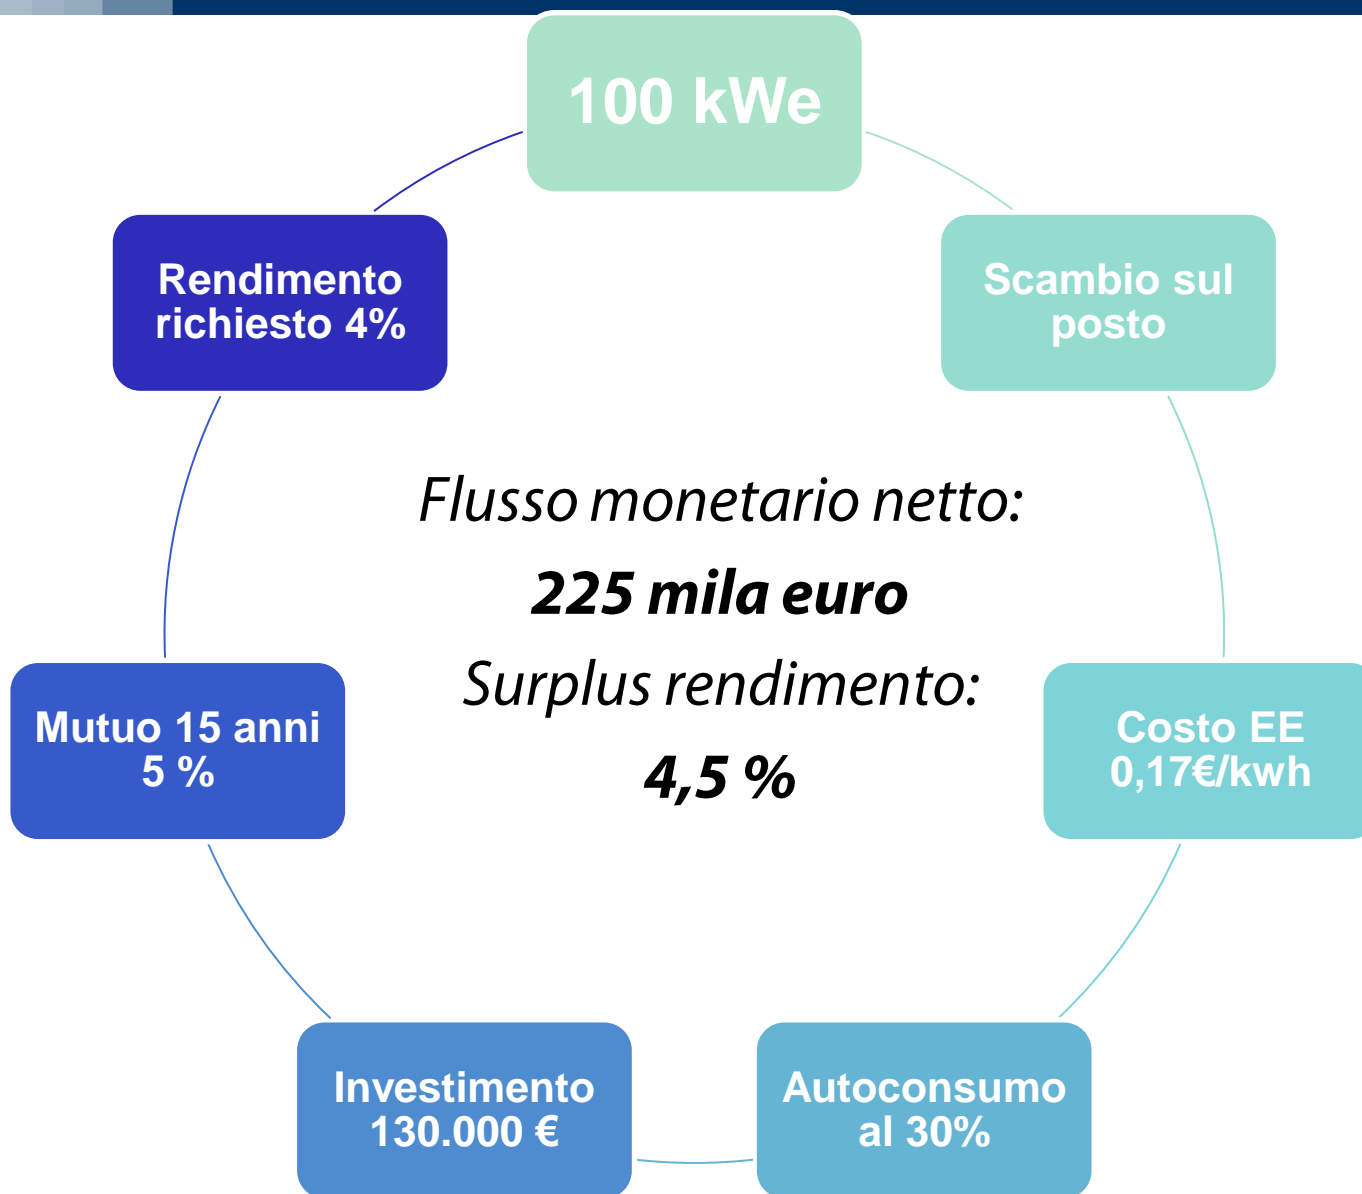 100 kWe
Scambio sul
posto
Costo EE
0,17€/kwh
Autoconsumo
al 30%
Investimento
130.000 €
Mutuo 15 anni
5 %
Rendimento
richiesto 4%
Flusso monetario netto:
225 mila euro
Surplus rendimento:
4,5 %